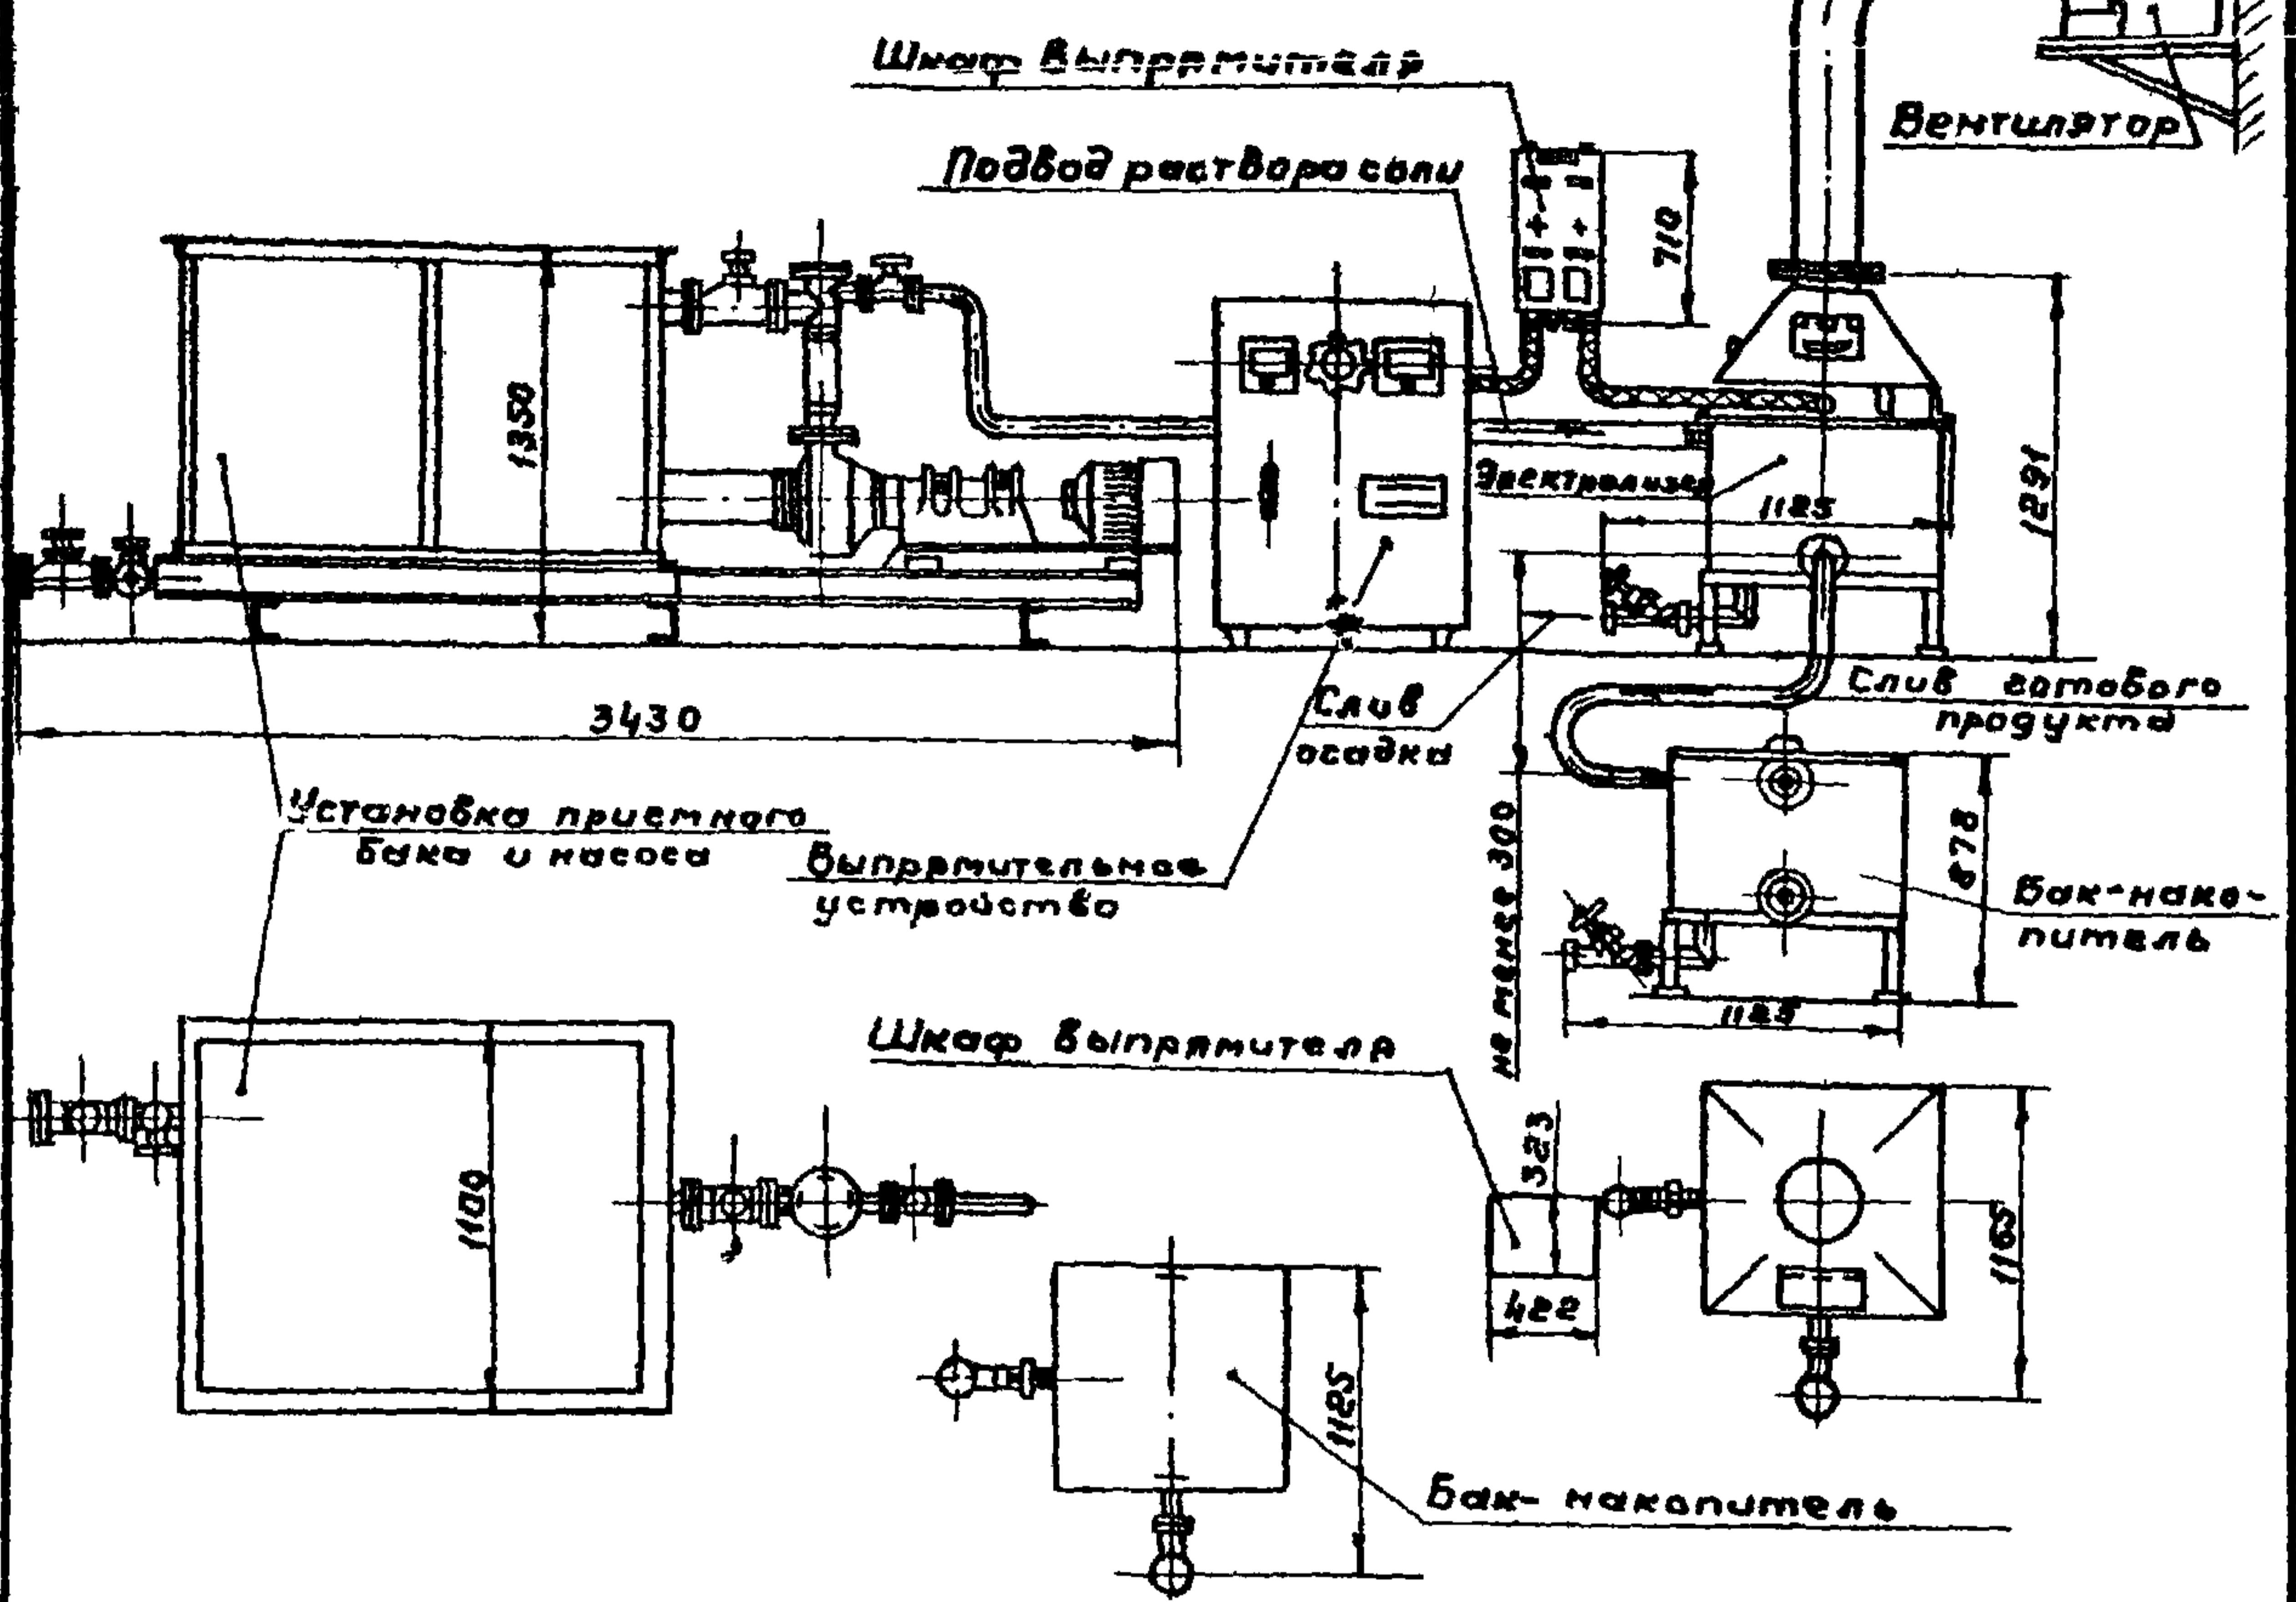 Шкаф выпрямителя
Вентилятор
Подвод раствора соли
710
1350
Электролизер
1125
1291
3430
Слив
осадка
Слив готового
продукта
Установка приемного
бака и насоса
Выпрямительное
устройство
не менее 300
878
Бак-нако-
питель
1125
Шкаф выпрямителя
323
1100
422
1165
1125
Бак-накопитель